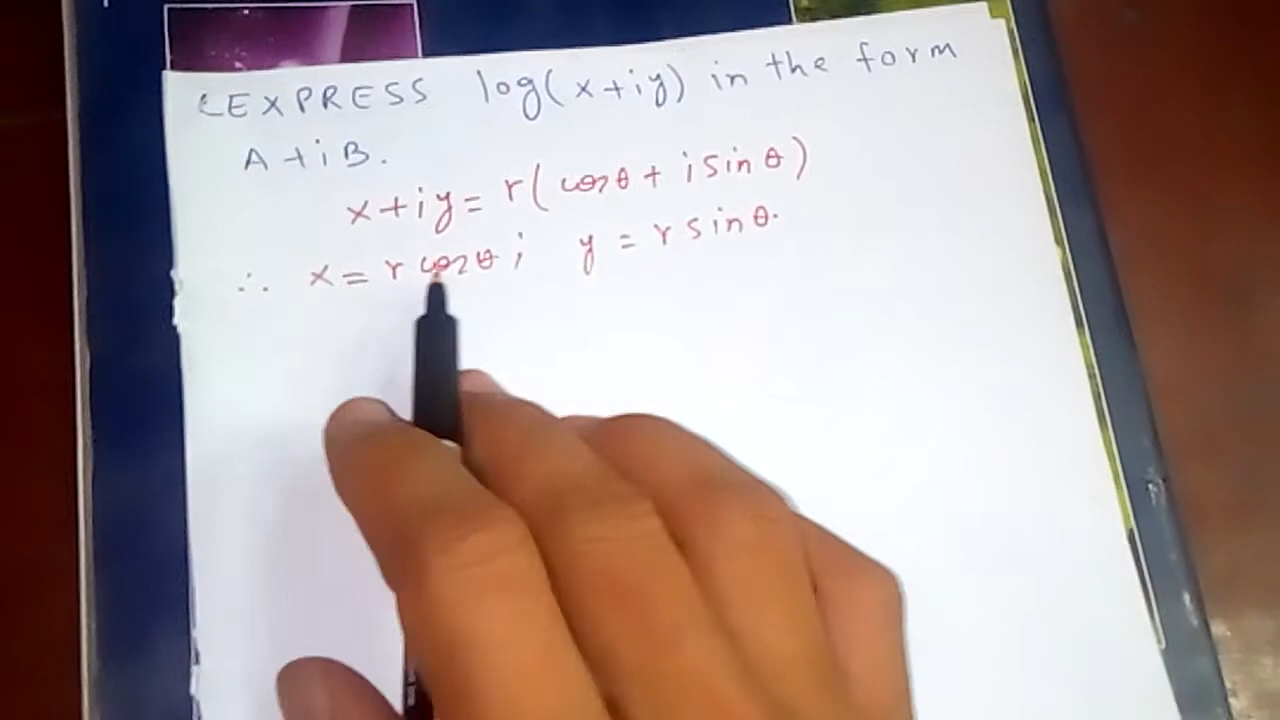 EXPRESS log(x+iy) in the form
A+iB.
x+iy = r(cosθ + i sinθ)
∴ x = r cosθ ; y = r sinθ.